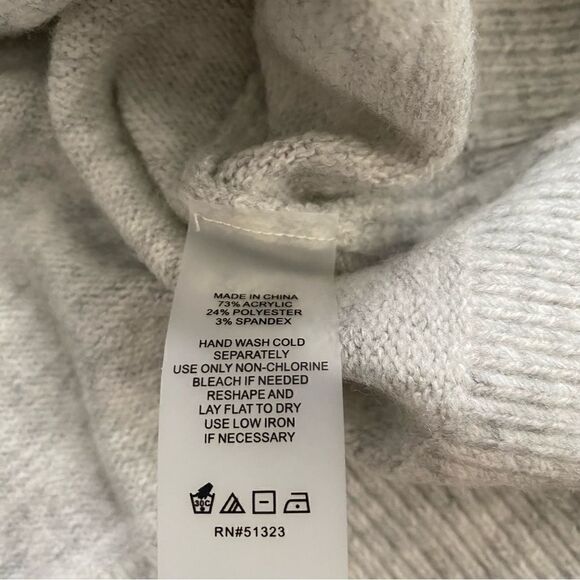 MADE IN CHINA
73% ACRYLIC
24% POLYESTER
3% SPANDEX
HAND WASH COLD
SEPARATELY
USE ONLY NON-CHLORINE
BLEACH IF NEEDED
RESHAPE AND
LAY FLAT TO DRY
USE LOW IRON
IF NECESSARY
30C
RN#51323